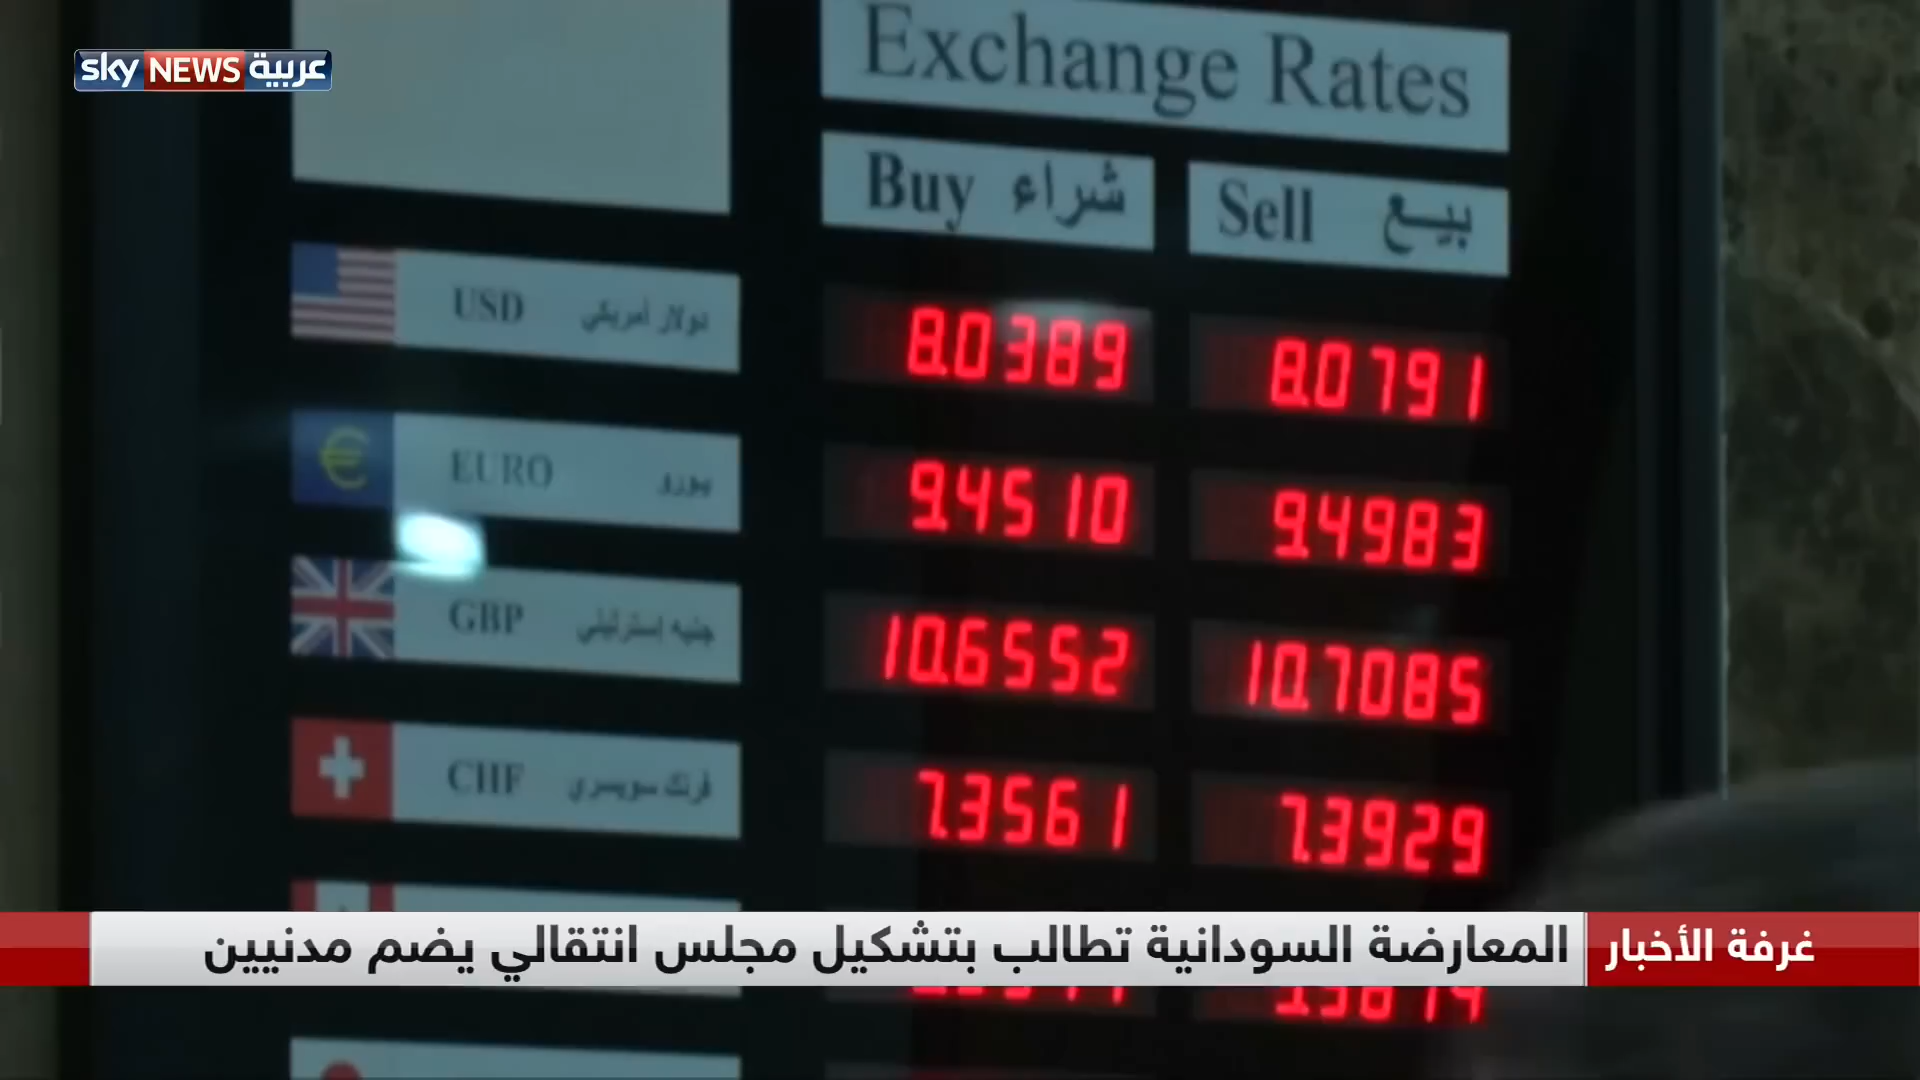 sky NEWS عربية
Exchange Rates
Buy شراء Sell بيع
USD دولار أمريكي 8.0389 8.0791
EURO يورو 9.4510 9.4983
GBP جنيه إسترليني 10.6552 10.7085
CHF فرنك سويسري 7.3561 7.3929
غرفة الأخبار المعارضة السودانية تطالب بتشكيل مجلس انتقالي يضم مدنيين